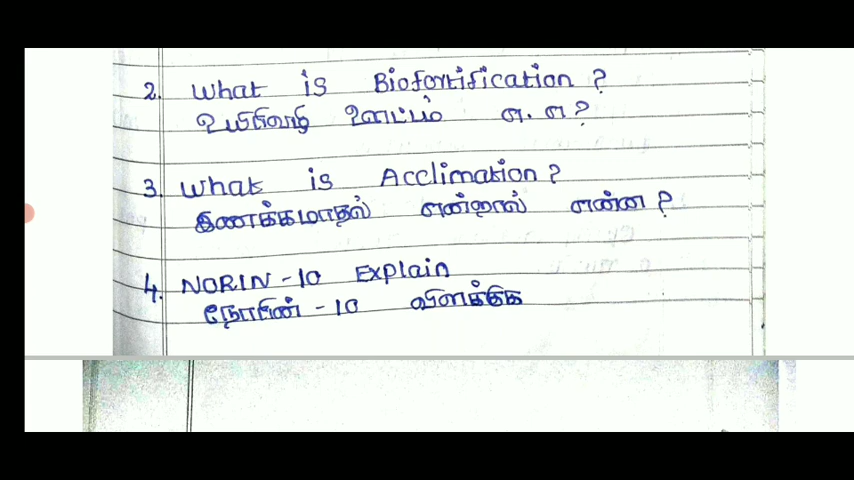 2. What is Biofortification ?
உயிரிவழி ஊட்டம் எ. எ ?
3. What is Acclimation ?
இணக்கமாதல் என்றால் என்ன ?
4. NORIN - 10 Explain
நோரின் - 10 விளக்குக